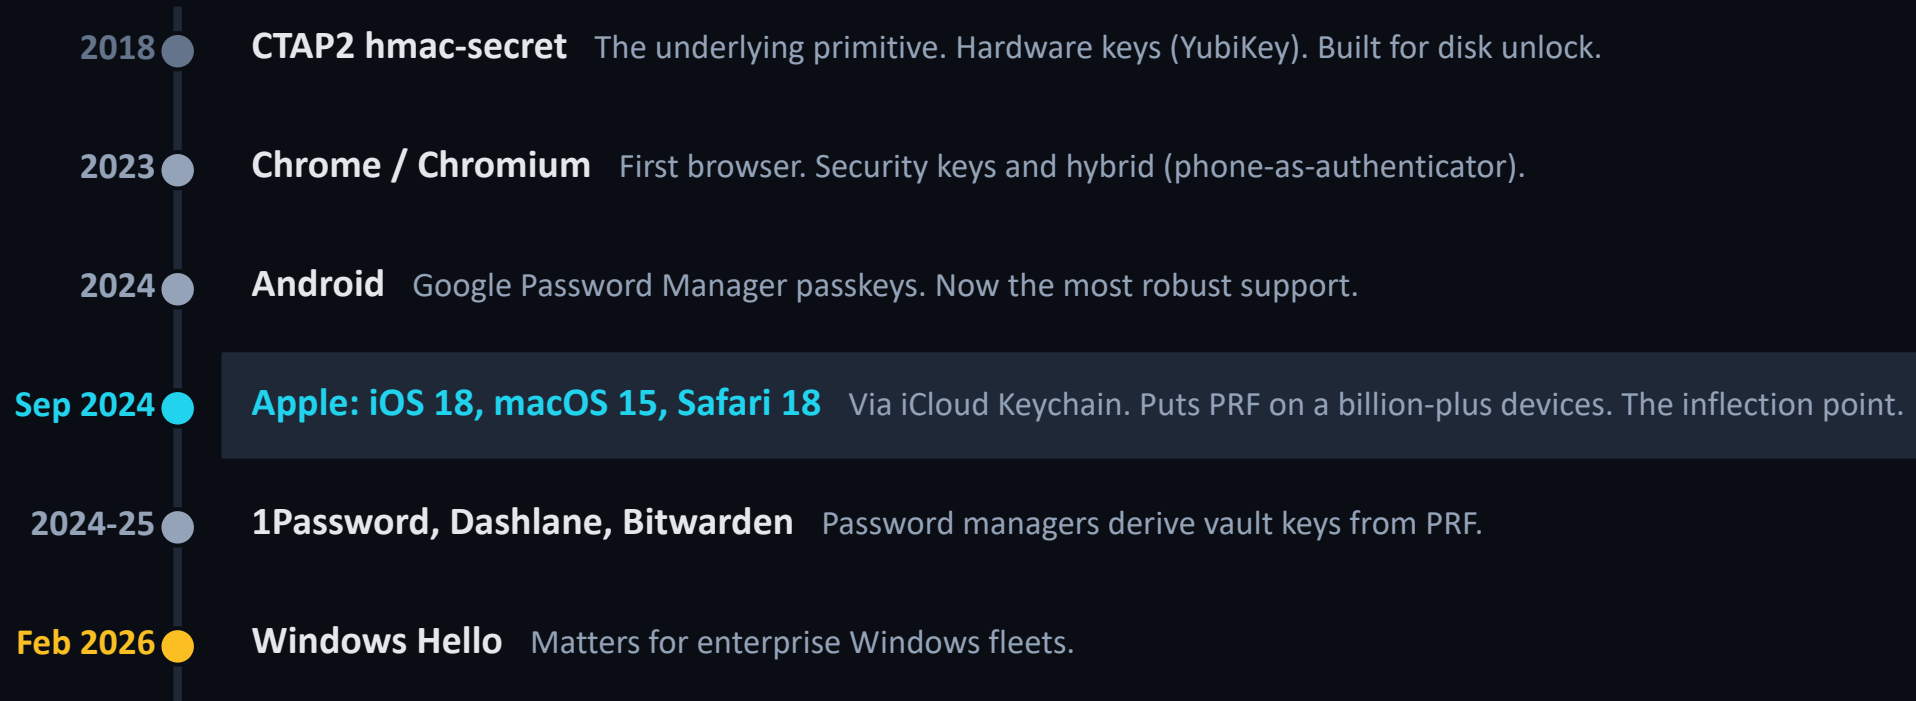 2018 CTAP2 hmac-secret The underlying primitive. Hardware keys (YubiKey). Built for disk unlock.
2023 Chrome / Chromium First browser. Security keys and hybrid (phone-as-authenticator).
2024 Android Google Password Manager passkeys. Now the most robust support.
Sep 2024 Apple: iOS 18, macOS 15, Safari 18 Via iCloud Keychain. Puts PRF on a billion-plus devices. The inflection point.
2024-25 1Password, Dashlane, Bitwarden Password managers derive vault keys from PRF.
Feb 2026 Windows Hello Matters for enterprise Windows fleets.